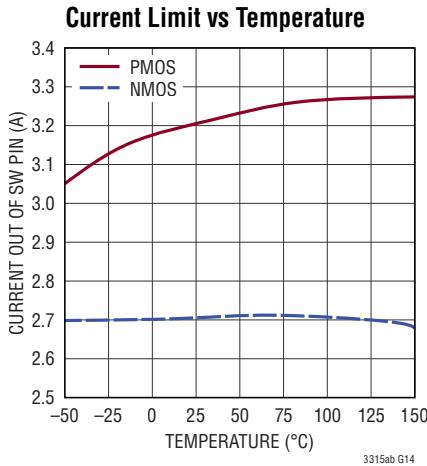 Current Limit vs Temperature
3.4
3.3
3.2
3.1
3.0
2.9
2.8
2.7
2.6
2.5
CURRENT OUT OF SW PIN (A)
PMOS
NMOS
–50 –25 0 25 50 75 100 125 150
TEMPERATURE (°C)
3315ab G14